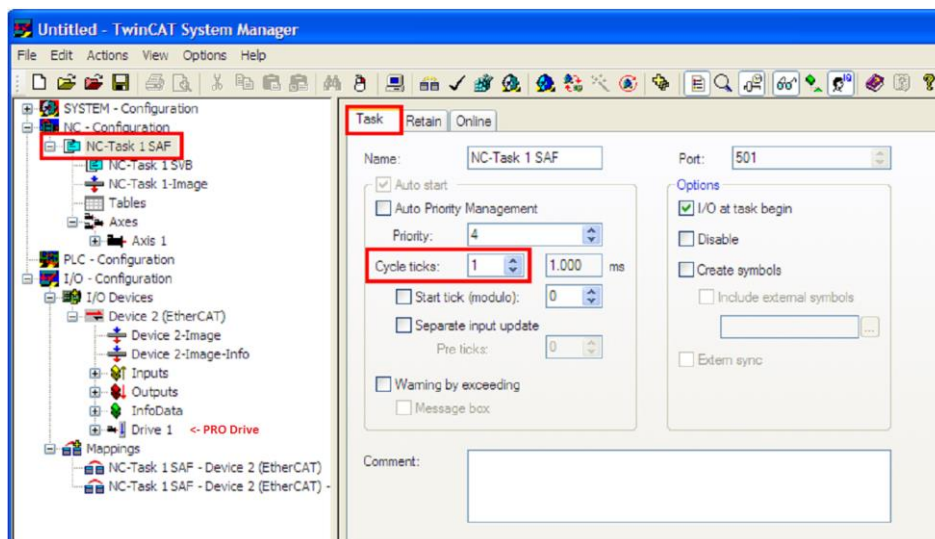 Untitled - TwinCAT System Manager
File Edit Actions View Options Help
SYSTEM - Configuration
NC - Configuration
NC-Task 1 SAF
NC-Task 1 SVB
NC-Task 1-Image
Tables
Axes
Axis 1
PLC - Configuration
I/O - Configuration
I/O Devices
Device 2 (EtherCAT)
Device 2-Image
Device 2-Image-Info
Inputs
Outputs
InfoData
Drive 1 <- PRO Drive
Mappings
NC-Task 1 SAF - Device 2 (EtherCAT)
NC-Task 1 SAF - Device 2 (EtherCAT) -
Task Retain Online
Name: NC-Task 1 SAF Port: 501
Auto start Options
Auto Priority Management I/O at task begin
Priority: 4 Disable
Cycle ticks: 1 1.000 ms Create symbols
Start tick (modulo): 0 Include external symbols
Separate input update ...
Pre ticks: 0 Extern sync
Warning by exceeding
Message box
Comment: